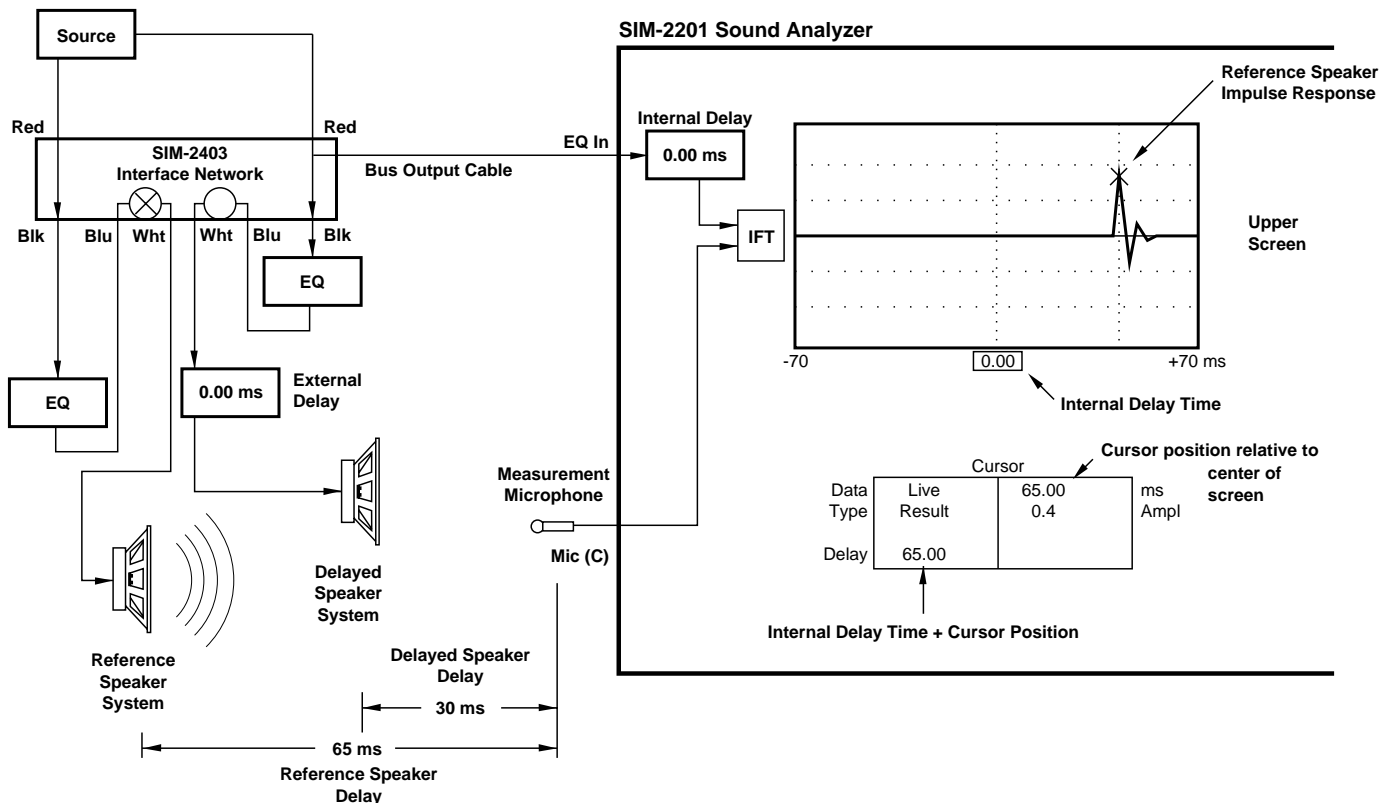 SIM-2201 Sound Analyzer
Source
Reference Speaker
Impulse Response
Red
Red
Internal Delay
EQ In
0.00 ms
SIM-2403
Interface Network
Bus Output Cable
Blk
Blu
Wht
Wht
Blu
Blk
IFT
Upper
Screen
EQ
-70
0.00
+70 ms
EQ
0.00 ms
External
Delay
Internal Delay Time
Cursor position relative to
center of
screen
Cursor
Measurement
Microphone
Data
Type
Live
Result
65.00
0.4
ms
Ampl
Mic (C)
Delay
65.00
Delayed
Speaker
System
Internal Delay Time + Cursor Position
Reference
Speaker
System
Delayed Speaker
Delay
30 ms
65 ms
Reference Speaker
Delay